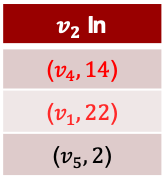 v₂ In
(v₄, 14)
(v₁, 22)
(v₅, 2)